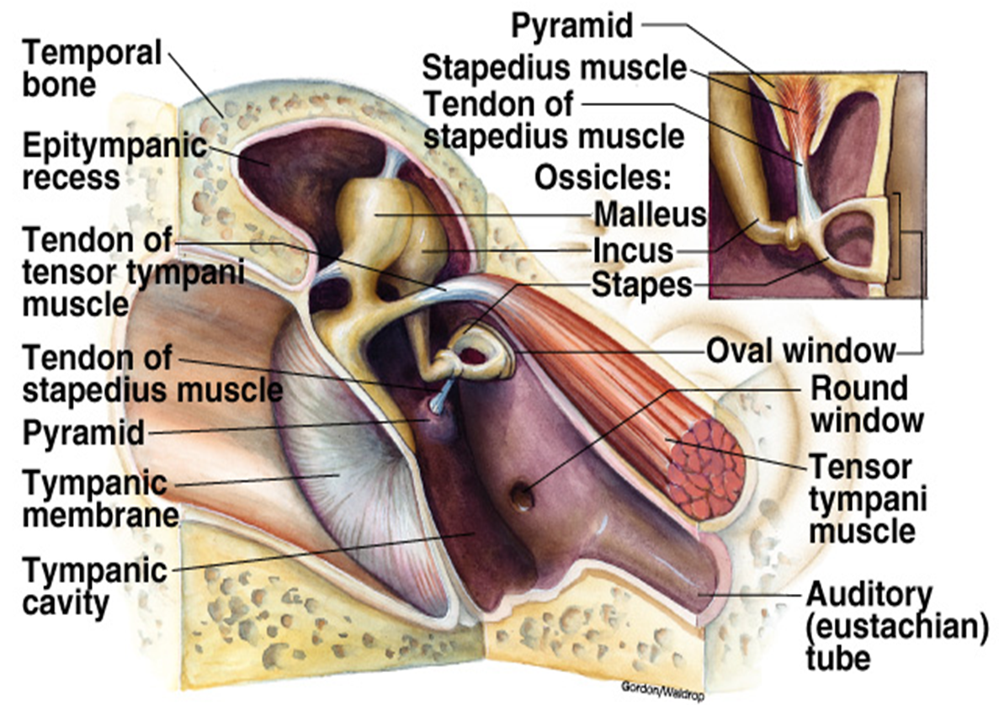 Temporal
bone
Epitympanic
recess
Tendon of
tensor tympani
muscle
Tendon of
stapedius muscle
Pyramid
Tympanic
membrane
Tympanic
cavity
Pyramid
Stapedius muscle
Tendon of
stapedius muscle
Ossicles:
Malleus
Incus
Stapes
Oval window
Round
window
Tensor
tympani
muscle
Auditory
(eustachian)
tube
Gordon/Waldrop